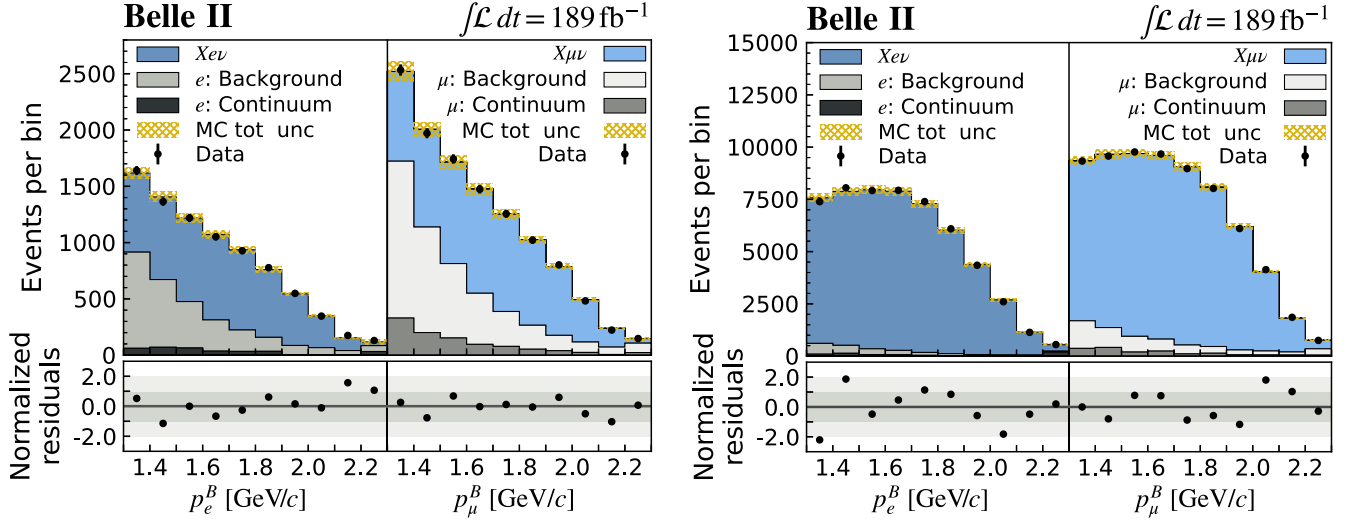 Belle II ∫ℒ dt = 189 fb⁻¹
Events per bin
2500
2000
1500
1000
500
0
Xeν
e: Background
e: Continuum
MC tot unc
Data
Xμν
μ: Background
μ: Continuum
MC tot unc
Data
Normalized residuals
2.0
0.0
-2.0
1.4 1.6 1.8 2.0 2.2 1.4 1.6 1.8 2.0 2.2
p_e^B [GeV/c] p_μ^B [GeV/c]
Belle II ∫ℒ dt = 189 fb⁻¹
Events per bin
15000
12500
10000
7500
5000
2500
0
Xeν
e: Background
e: Continuum
MC tot unc
Data
Xμν
μ: Background
μ: Continuum
MC tot unc
Data
Normalized residuals
2.0
0.0
-2.0
1.4 1.6 1.8 2.0 2.2 1.4 1.6 1.8 2.0 2.2
p_e^B [GeV/c] p_μ^B [GeV/c]